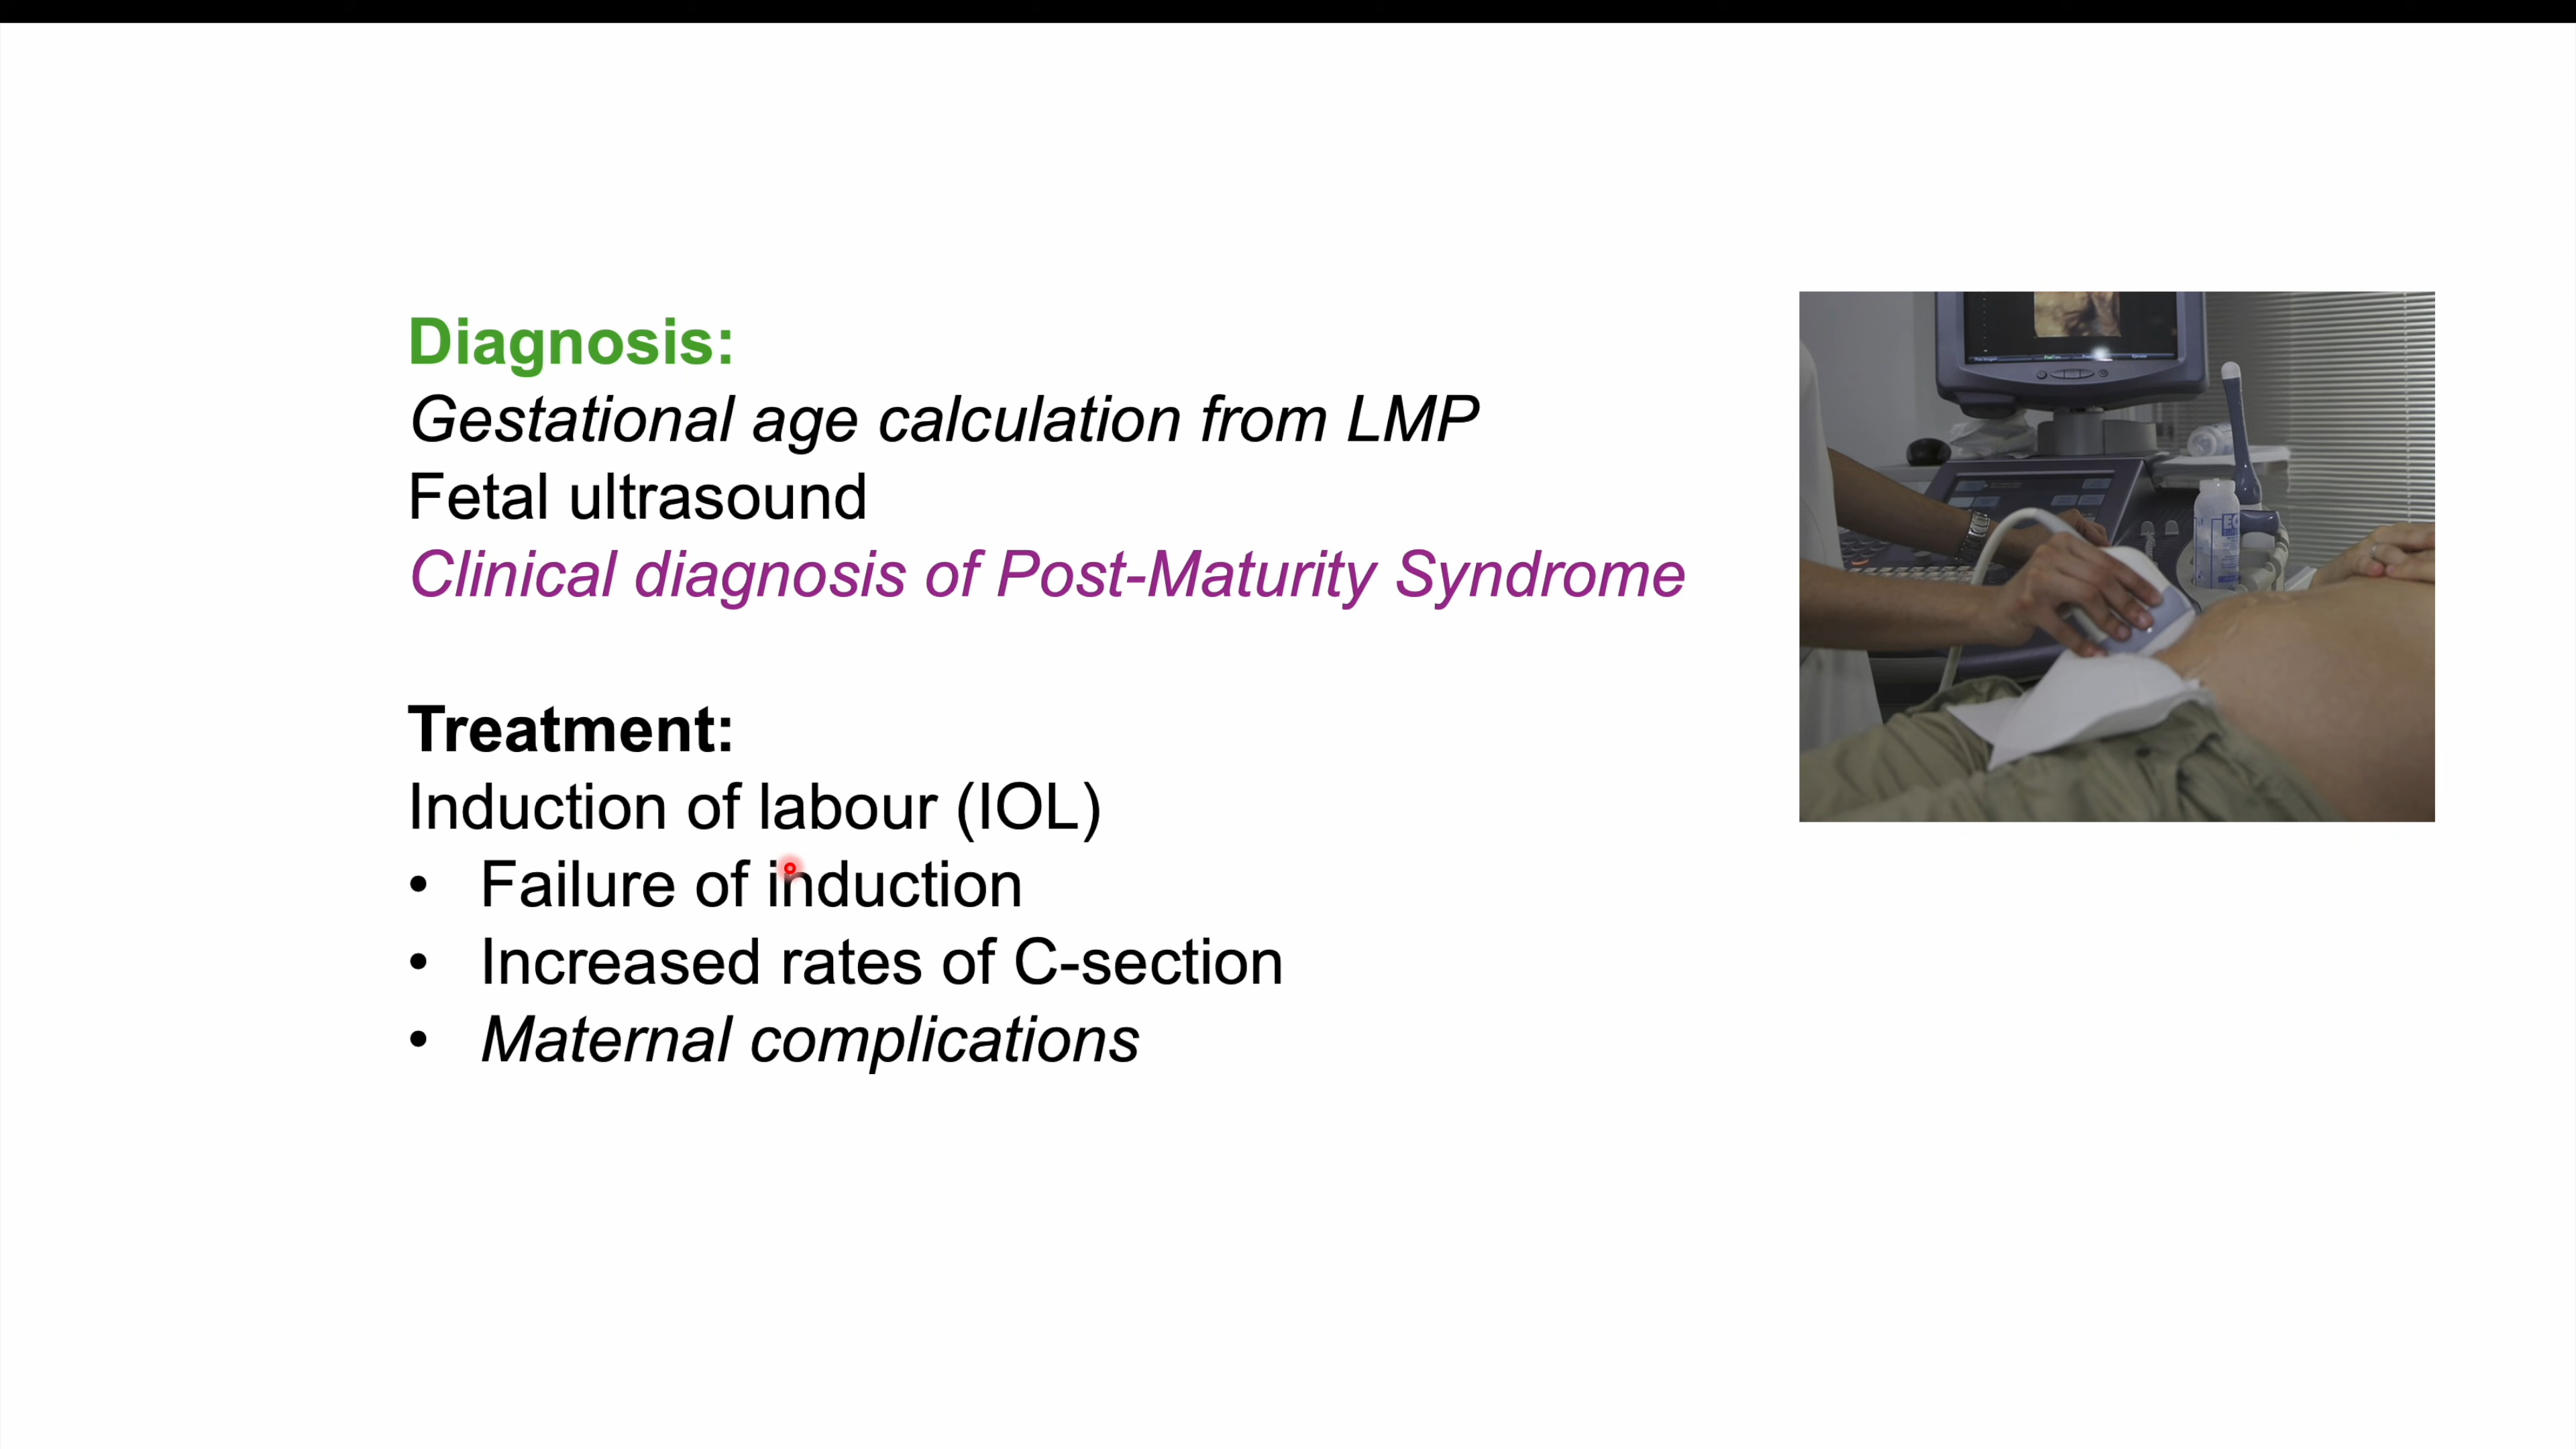 Diagnosis:
Gestational age calculation from LMP
Fetal ultrasound
Clinical diagnosis of Post-Maturity Syndrome
Treatment:
Induction of labour (IOL)
• Failure of induction
• Increased rates of C-section
• Maternal complications